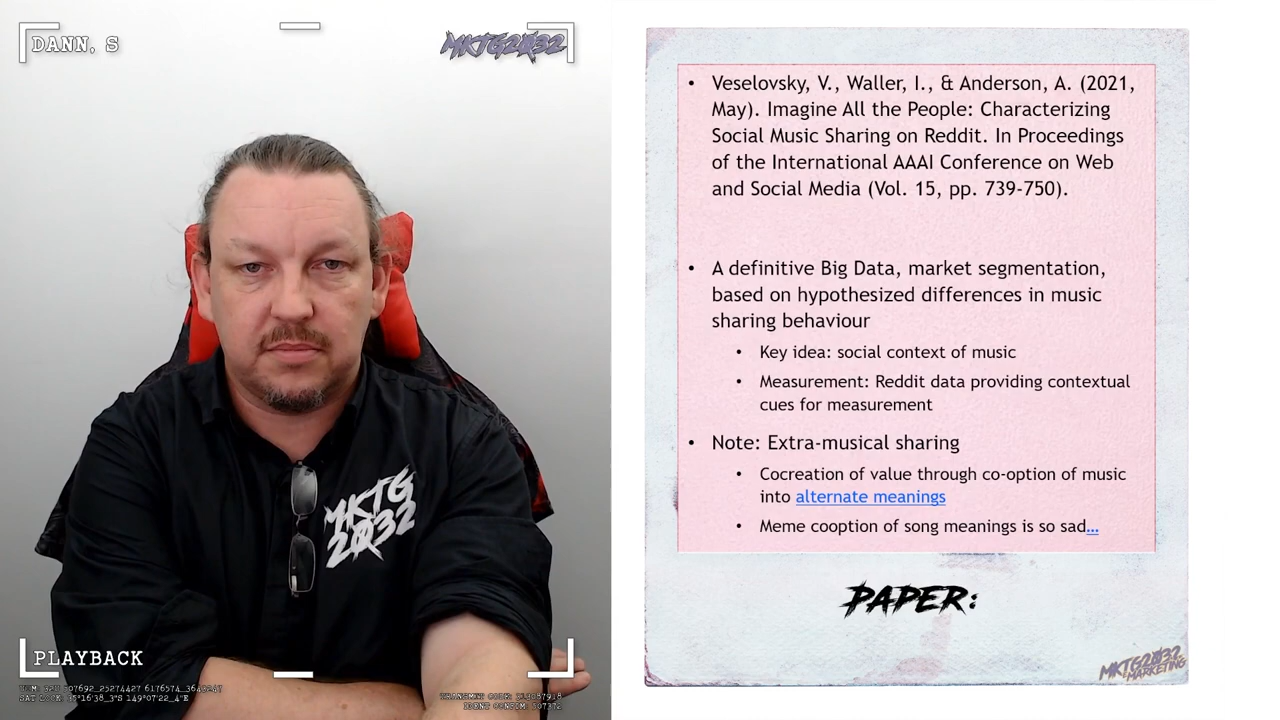 DANN, S
MKTG2032
MKTG
2032
PLAYBACK
• Veselovsky, V., Waller, I., & Anderson, A. (2021,
May). Imagine All the People: Characterizing
Social Music Sharing on Reddit. In Proceedings
of the International AAAI Conference on Web
and Social Media (Vol. 15, pp. 739-750).
• A definitive Big Data, market segmentation,
based on hypothesized differences in music
sharing behaviour
• Key idea: social context of music
• Measurement: Reddit data providing contextual
cues for measurement
• Note: Extra-musical sharing
• Cocreation of value through co-option of music
into alternate meanings
• Meme cooption of song meanings is so sad…
PAPER:
MKTG2032
MARKETING